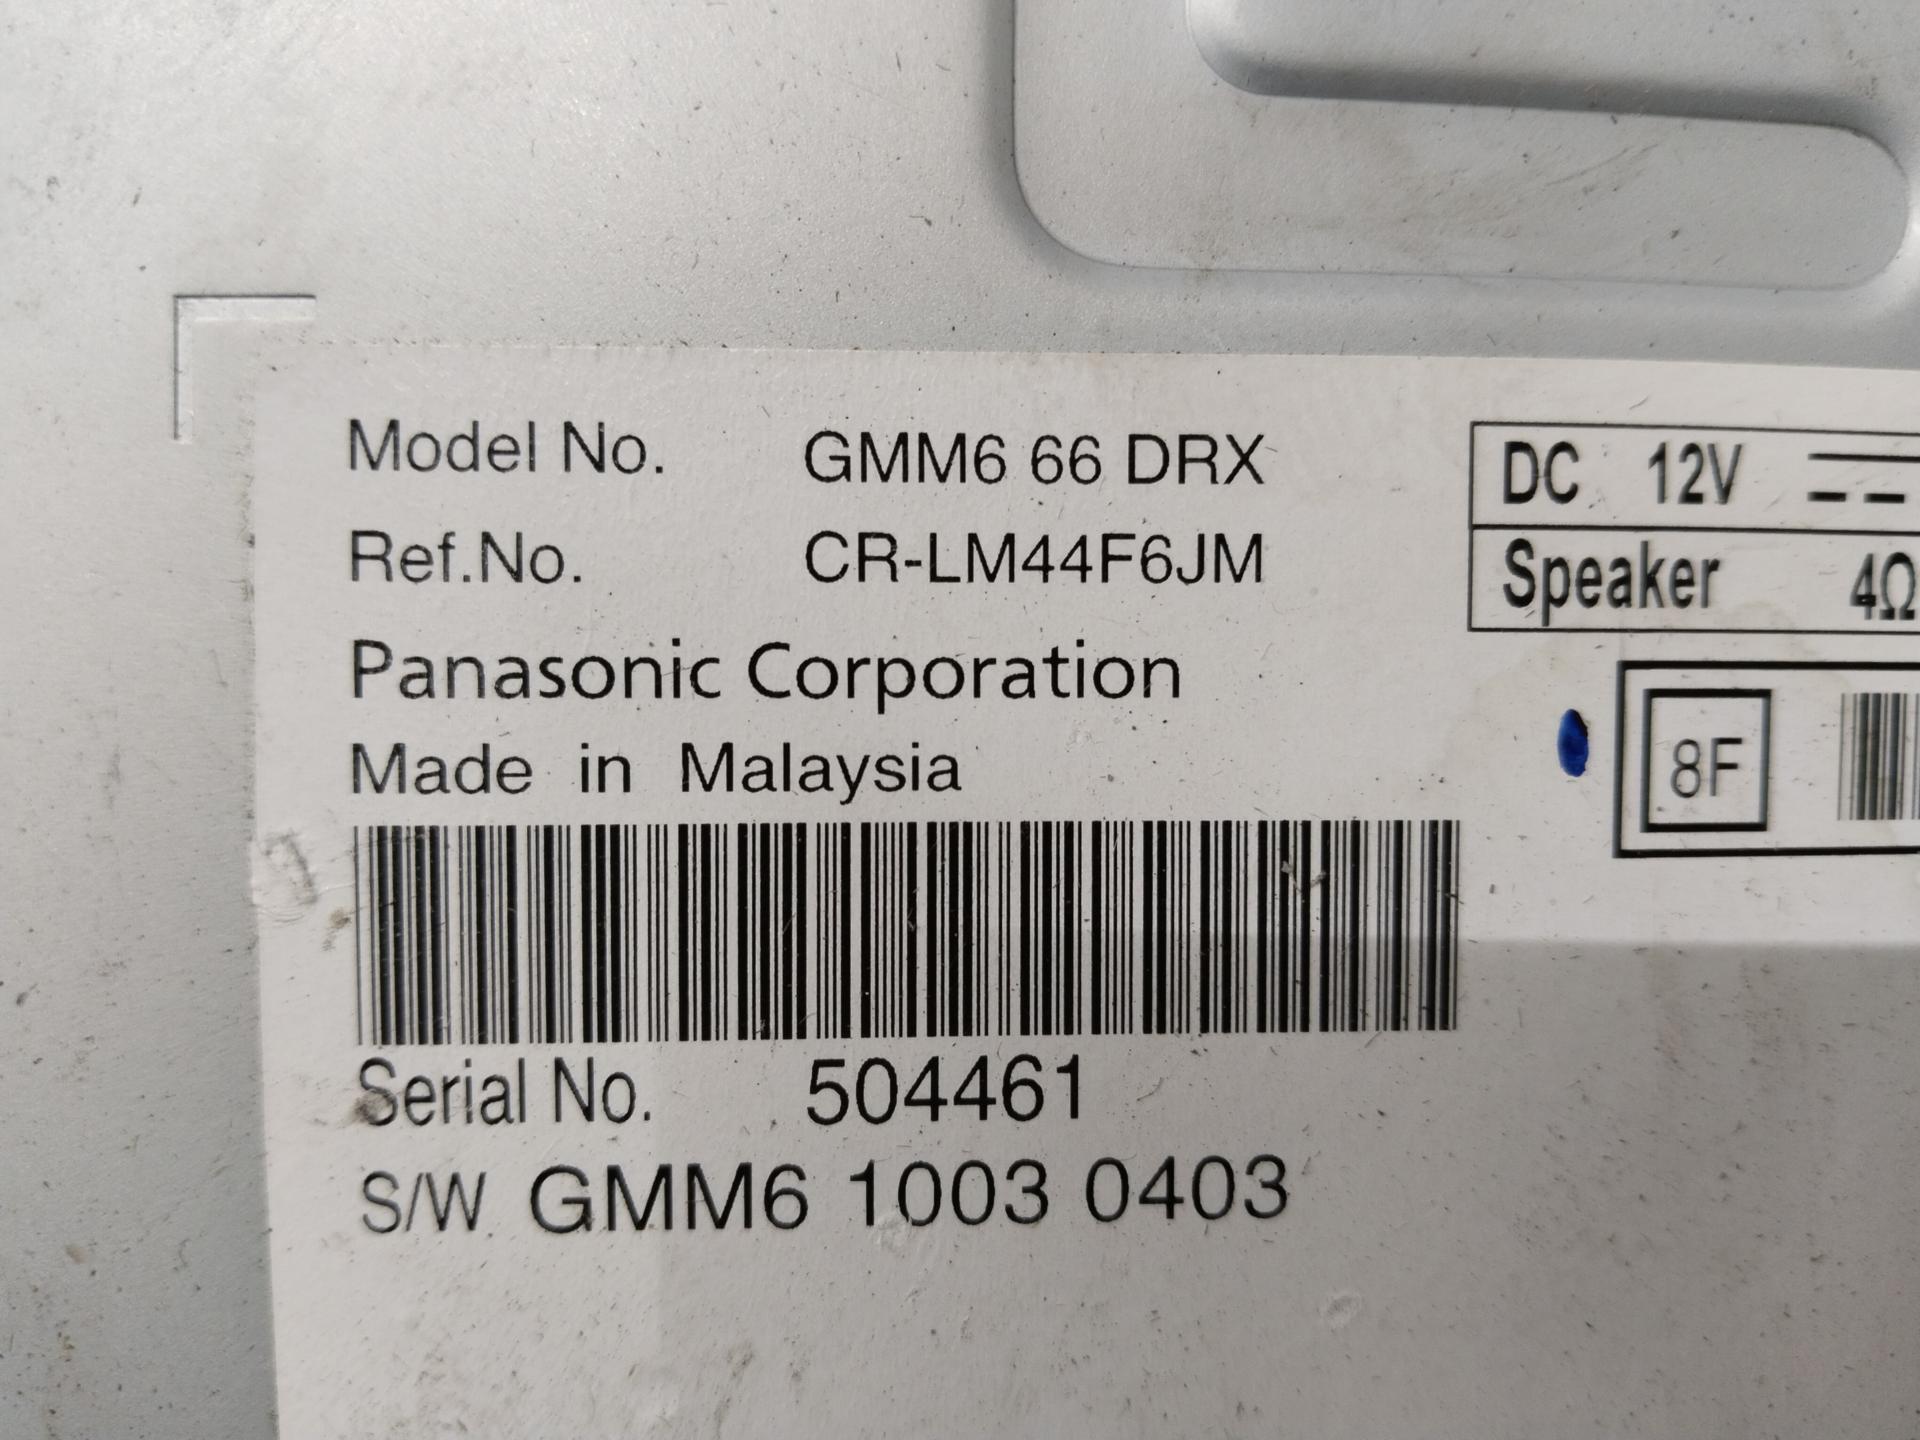 Model No. GMM6 66 DRX
Ref.No. CR-LM44F6JM
Panasonic Corporation
Made in Malaysia
Serial No. 504461
S/W GMM6 1003 0403
DC 12V
Speaker 4Ω
8F